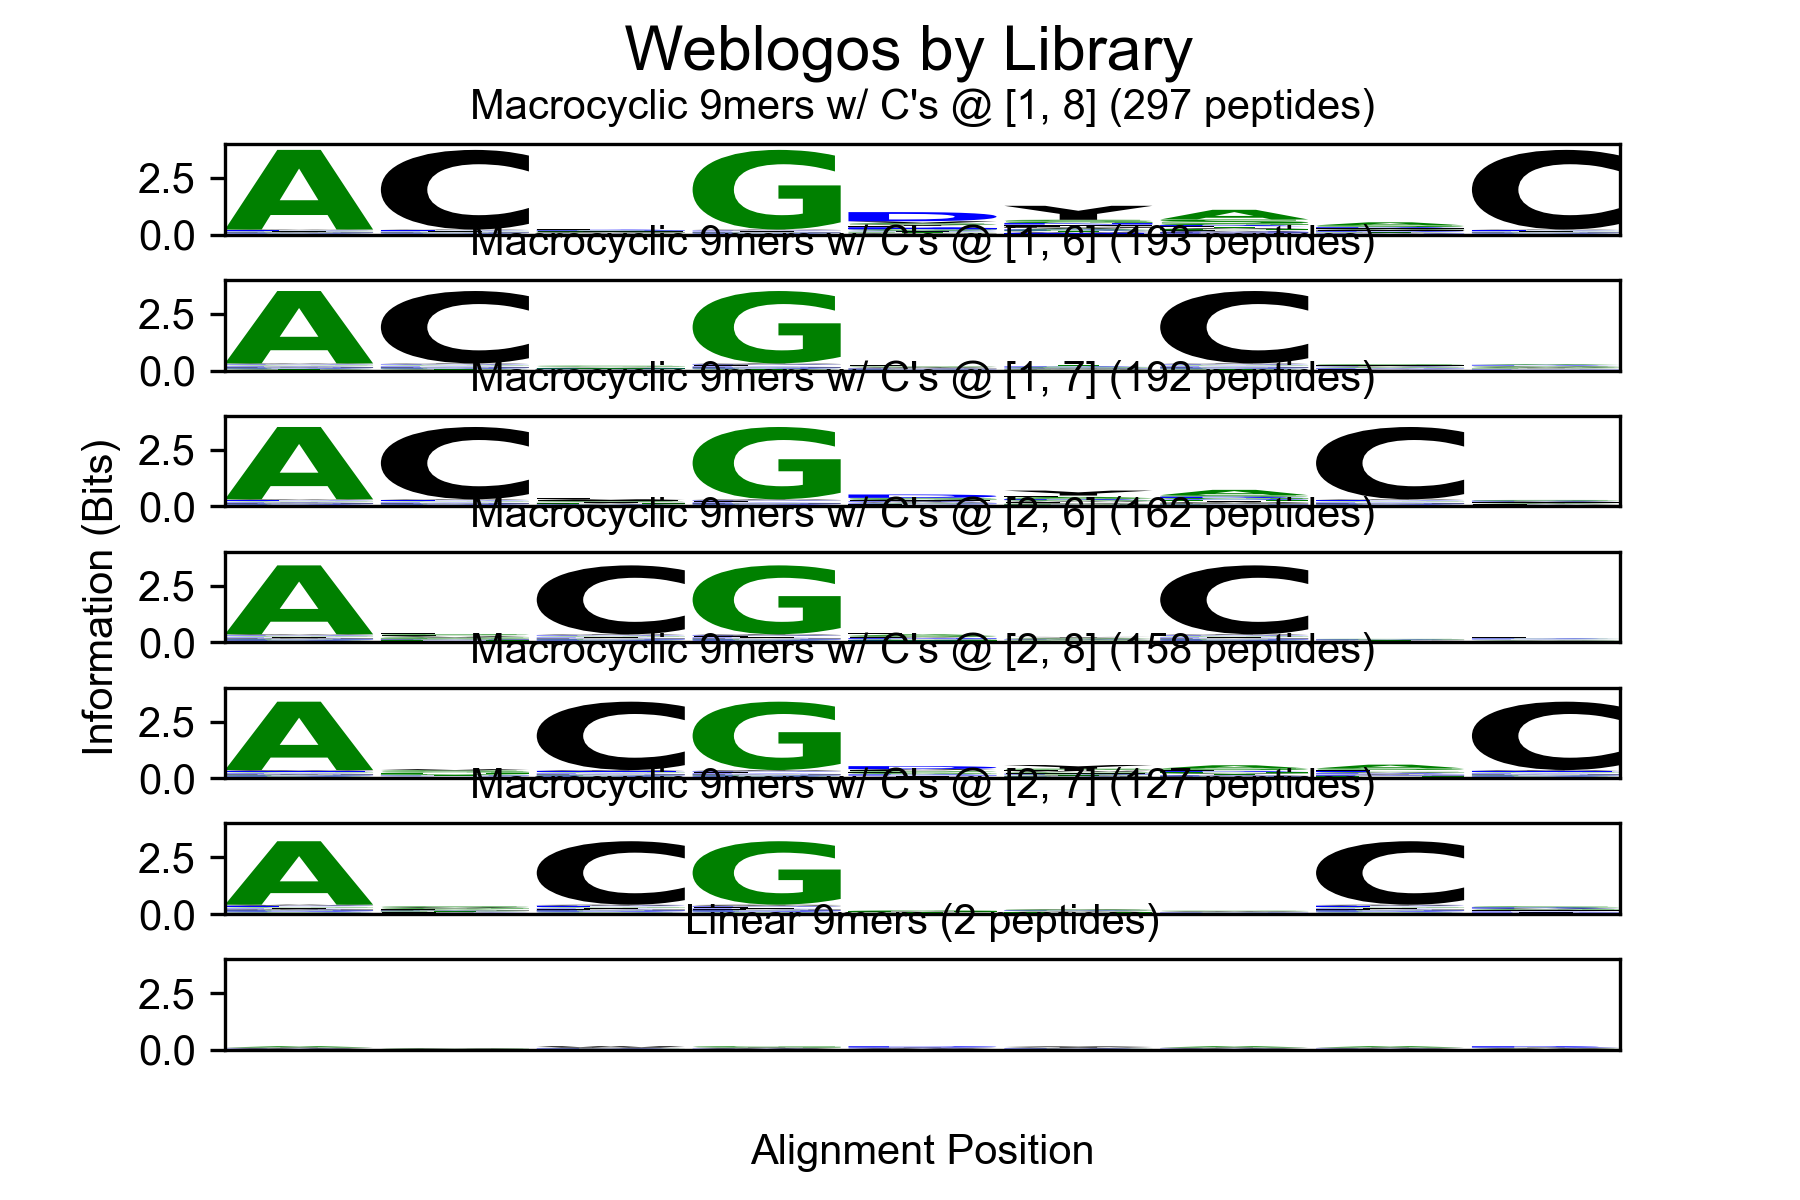 Weblogos by Library
Macrocyclic 9mers w/ C's @ [1, 8] (297 peptides)
2.5
0.0
A C G D Y A C
Macrocyclic 9mers w/ C's @ [1, 6] (193 peptides)
2.5
0.0
A C G C
Macrocyclic 9mers w/ C's @ [1, 7] (192 peptides)
2.5
0.0
A C G Y A C
Macrocyclic 9mers w/ C's @ [2, 6] (162 peptides)
2.5
0.0
A C G C
Macrocyclic 9mers w/ C's @ [2, 8] (158 peptides)
2.5
0.0
A C G C
Macrocyclic 9mers w/ C's @ [2, 7] (127 peptides)
2.5
0.0
A C G C
Linear 9mers (2 peptides)
2.5
0.0
Information (Bits)
Alignment Position